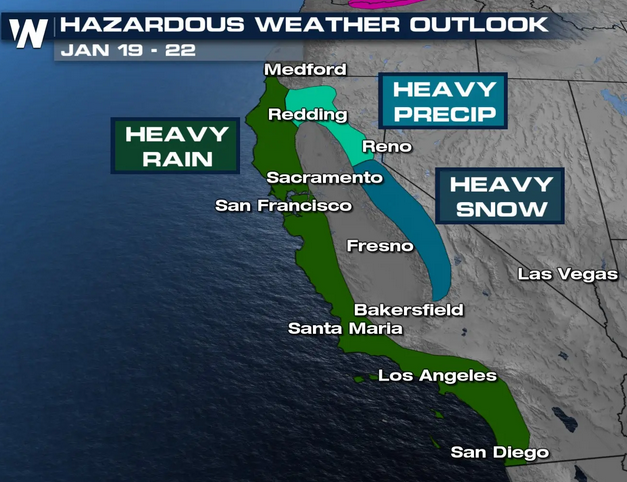 W HAZARDOUS WEATHER OUTLOOK
JAN 19 - 22
Medford
HEAVY
PRECIP
Redding
HEAVY
RAIN
Reno
Sacramento
HEAVY
SNOW
San Francisco
Fresno
Las Vegas
Bakersfield
Santa Maria
Los Angeles
San Diego